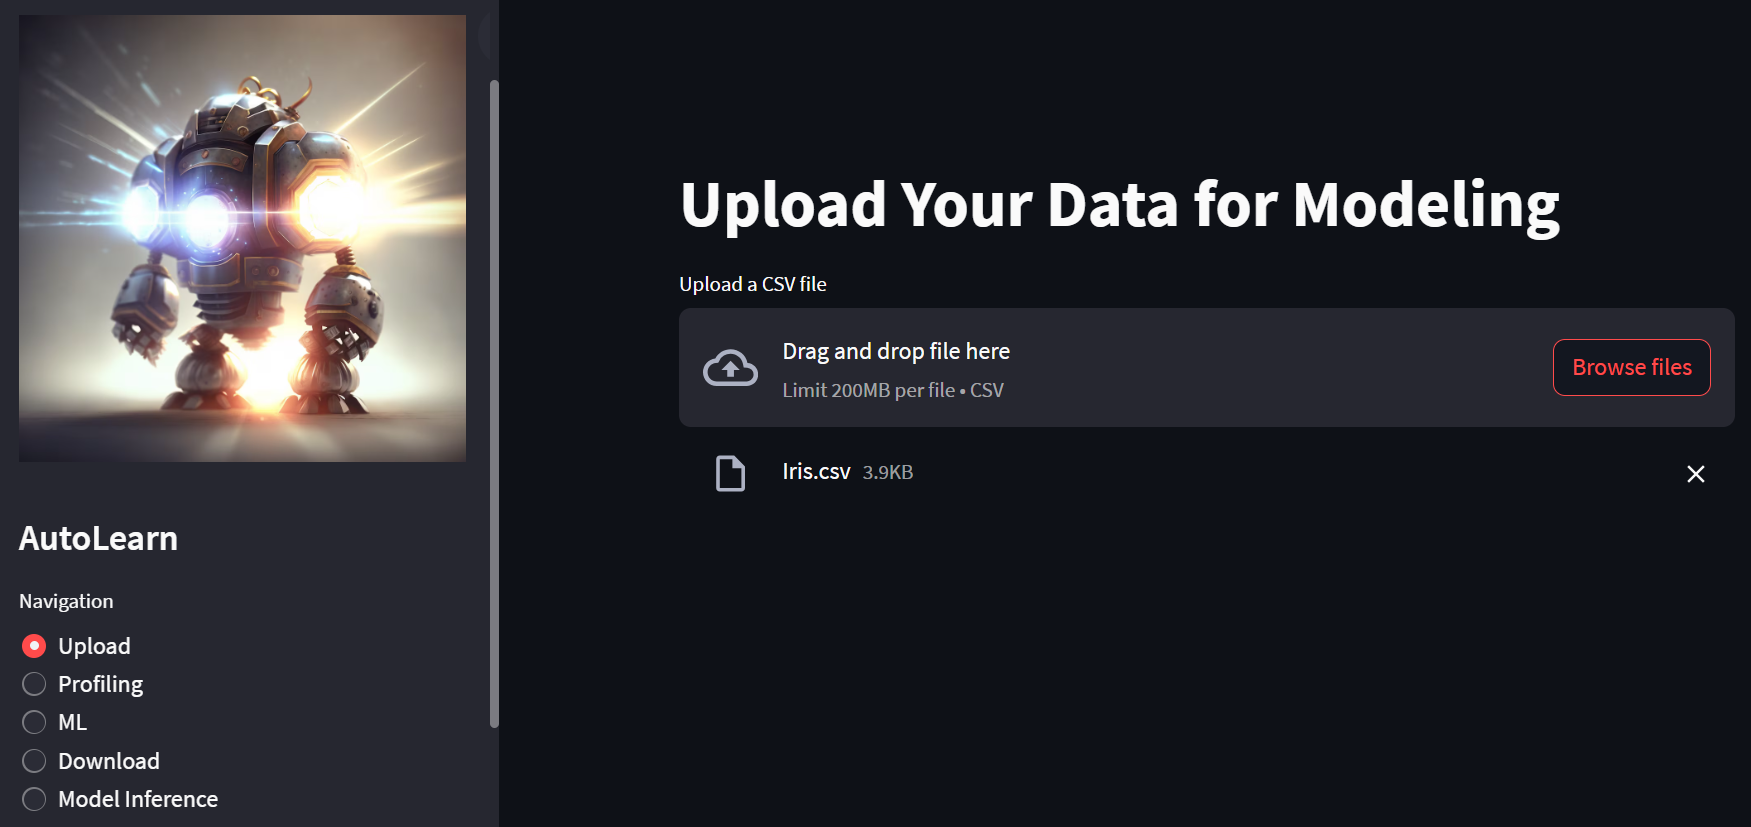 AutoLearn
Navigation
Upload
Profiling
ML
Download
Model Inference
Upload Your Data for Modeling
Upload a CSV file
Drag and drop file here
Limit 200MB per file • CSV
Browse files
Iris.csv 3.9KB